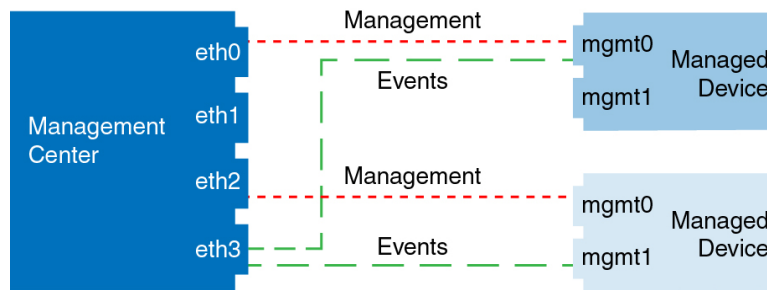 Management
eth0
mgmt0
Managed
Device
Events
mgmt1
eth1
Management
Center
eth2
Management
mgmt0
Managed
Device
eth3
Events
mgmt1